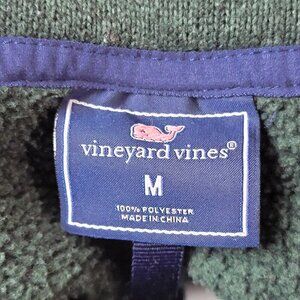 vineyard vines®
M
100% POLYESTER
MADE IN CHINA